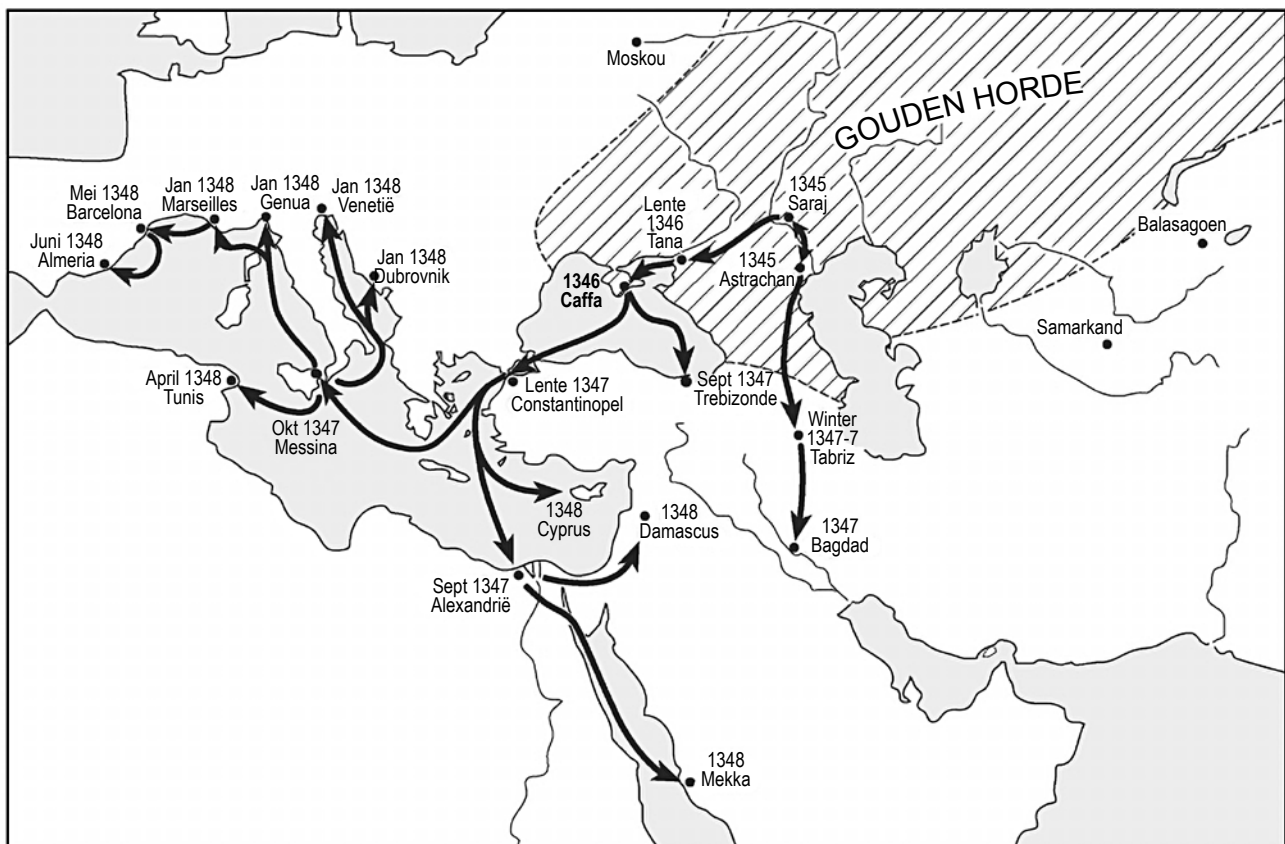 Moskou
GOUDEN HORDE
Mei 1348
Barcelona
Jan 1348
Marseilles
Jan 1348
Genua
Jan 1348
Venetië
Lente
1346
Tana
1345
Saraj
Balasagoen
Juni 1348
Almeria
Jan 1348
Dubrovnik
1346
Caffa
1345
Astrachan
Samarkand
April 1348
Tunis
Okt 1347
Messina
Lente 1347
Constantinopel
Sept 1347
Trebizonde
Winter
1347-7
Tabriz
1348
Cyprus
1348
Damascus
1347
Bagdad
Sept 1347
Alexandrië
1348
Mekka